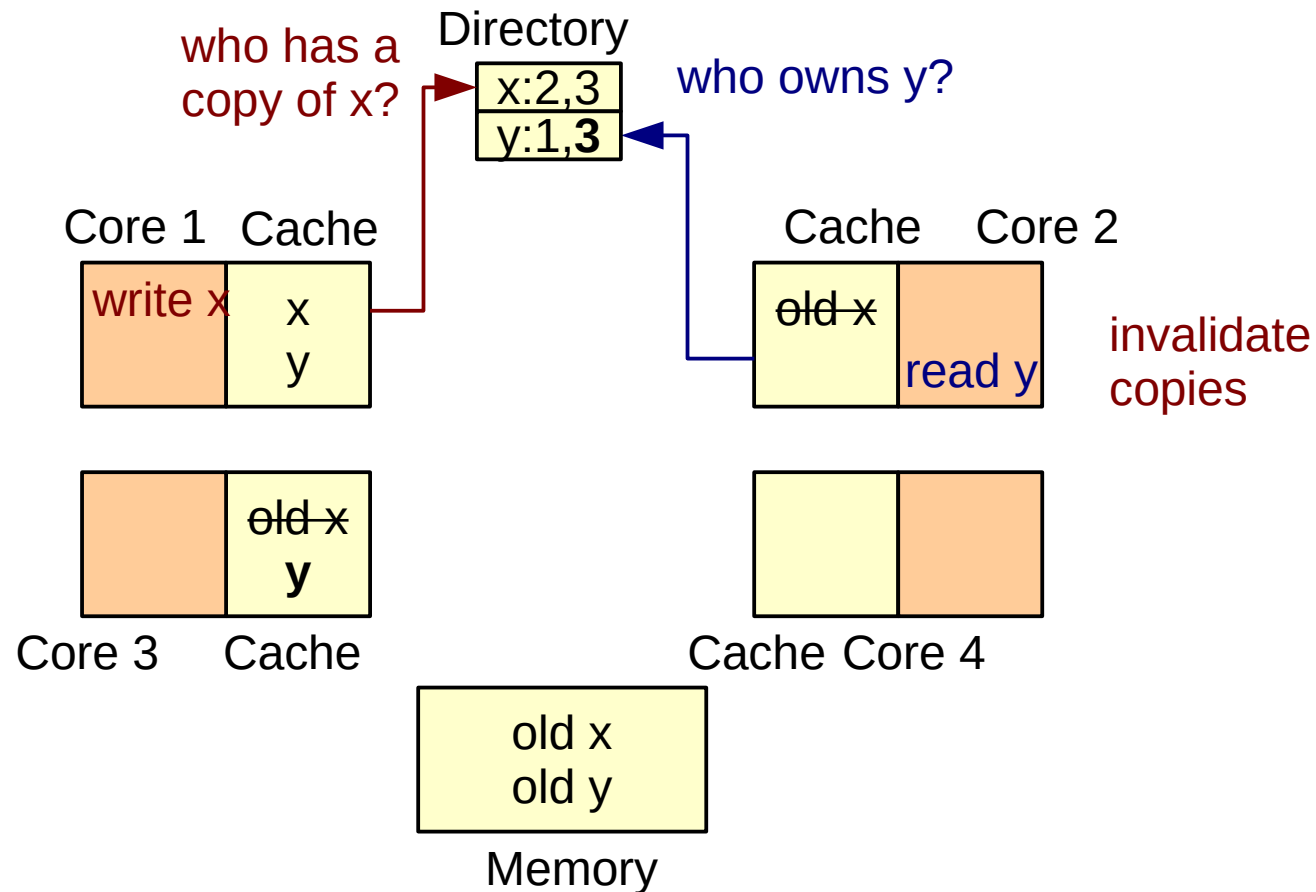 Directory
who has a
copy of x?
x:2,3
who owns y?
y:1,3
Core 1
Cache
Cache
Core 2
write x
x
y
old x
read y
invalidate
copies
old x
y
Core 3
Cache
Cache
Core 4
old x
old y
Memory